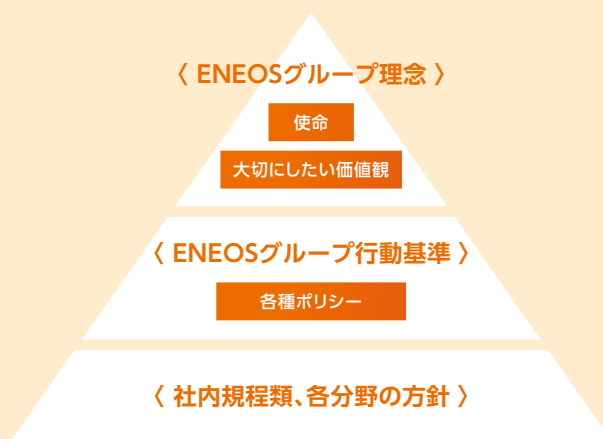 〈 ENEOSグループ理念 〉
使命
大切にしたい価値観
〈 ENEOSグループ行動基準 〉
各種ポリシー
〈 社内規程類、各分野の方針 〉